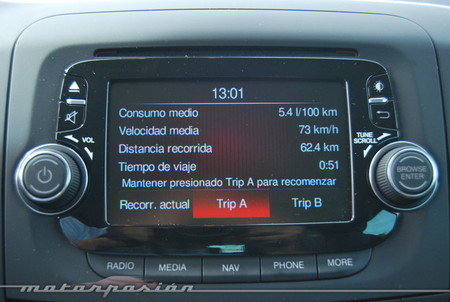 13:01
Consumo medio 5.4 l/100 km
Velocidad media 73 km/h
Distancia recorrida 62.4 km
Tiempo de viaje 0:51
Mantener presionado Trip A para recomenzar
Recorr. actual Trip A Trip B
VOL
TUNE
SCROLL
BROWSE
ENTER
RADIO MEDIA NAV PHONE MORE
motorpasión